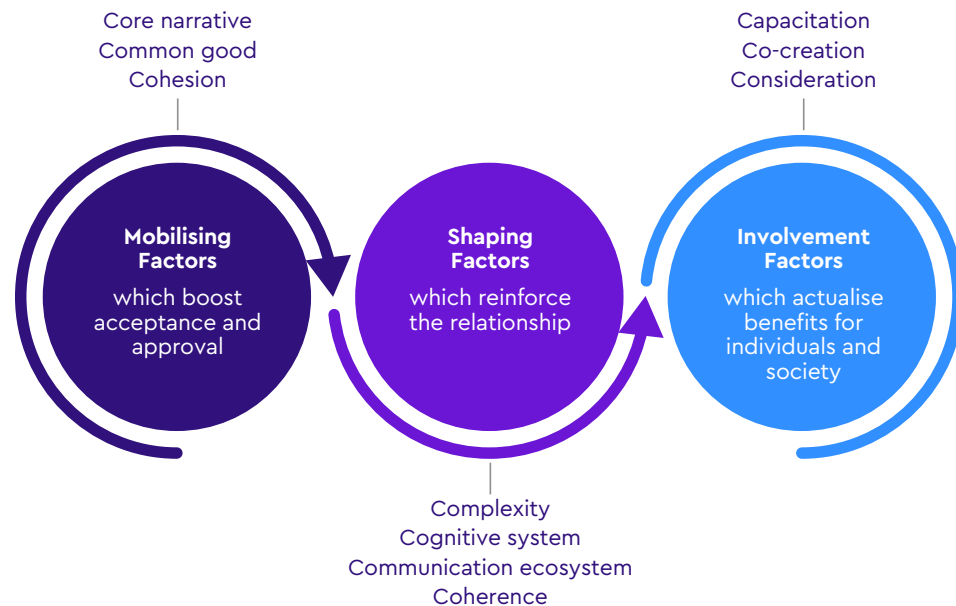 Core narrative
Common good
Cohesion
Mobilising
Factors
which boost
acceptance and
approval
Shaping
Factors
which reinforce
the relationship
Complexity
Cognitive system
Communication ecosystem
Coherence
Capacitation
Co-creation
Consideration
Involvement
Factors
which actualise
benefits for
individuals and
society